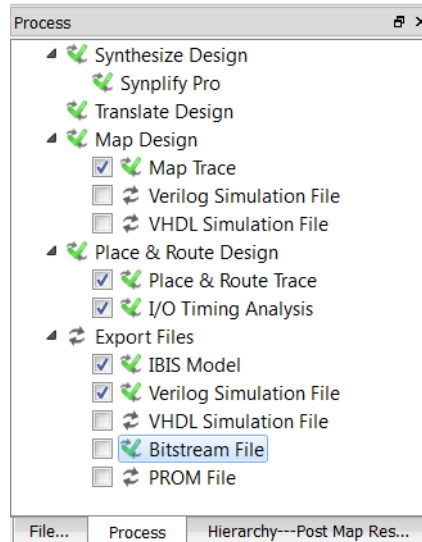 Process
Synthesize Design
Synplify Pro
Translate Design
Map Design
Map Trace
Verilog Simulation File
VHDL Simulation File
Place & Route Design
Place & Route Trace
I/O Timing Analysis
Export Files
IBIS Model
Verilog Simulation File
VHDL Simulation File
Bitstream File
PROM File
File... Process Hierarchy---Post Map Res...